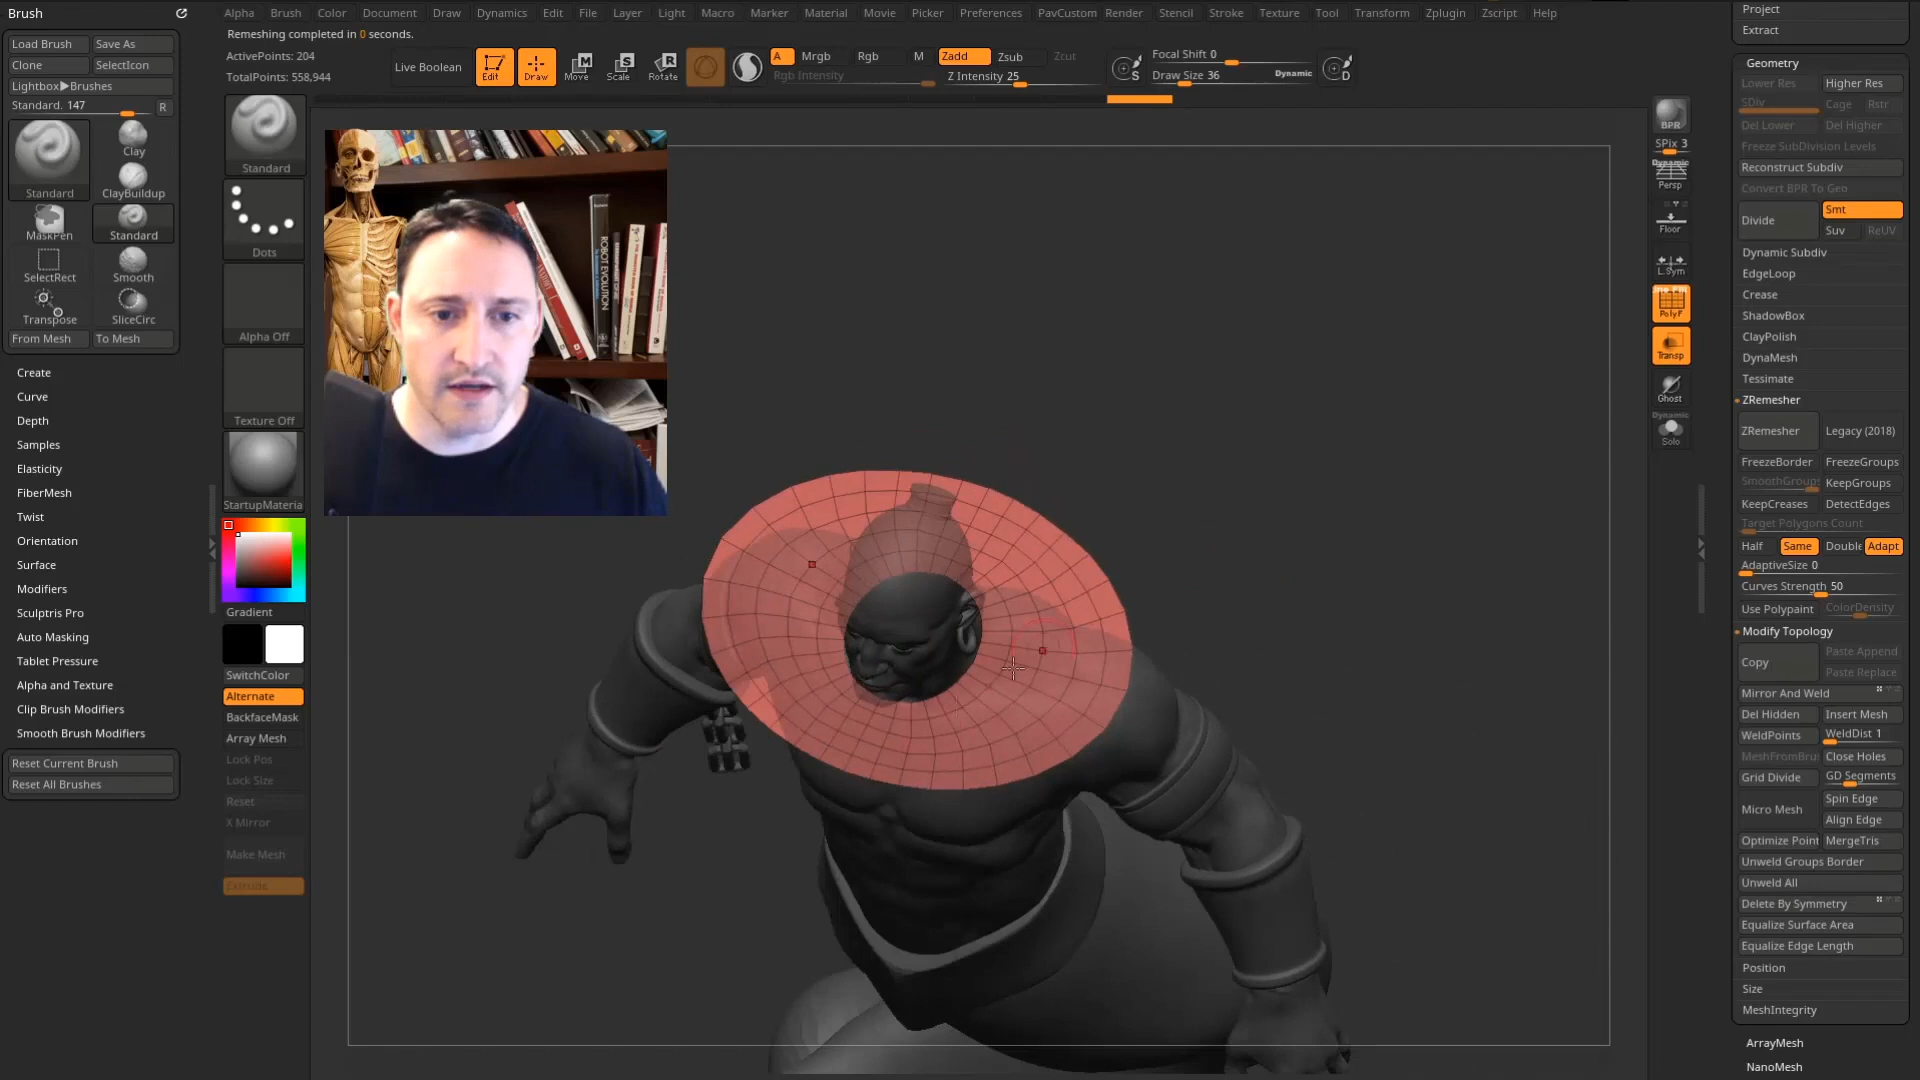 Brush
Alpha Brush Color Document Draw Dynamics Edit File Layer Light Macro Marker Material Movie Picker Preferences PavCustom Render Stencil Stroke Texture Tool Transform Zplugin Zscript Help
Remeshing completed in 0 seconds.
ActivePoints: 204
TotalPoints: 558,944
Live Boolean
Edit Draw Move Scale Rotate
A Mrgb Rgb M Zadd Zsub Zcut
Rgb Intensity
Z Intensity 25
Focal Shift 0
Draw Size 36 Dynamic
S
D
Load Brush Save As
Clone SelectIcon
Lightbox▶Brushes
Standard. 147 R
Clay
Standard ClayBuildup
MaskPen Standard
SelectRect Smooth
Transpose SliceCirc
From Mesh To Mesh
Create
Curve
Depth
Samples
Elasticity
FiberMesh
Twist
Orientation
Surface
Modifiers
Sculptris Pro
Auto Masking
Tablet Pressure
Alpha and Texture
Clip Brush Modifiers
Smooth Brush Modifiers
Reset Current Brush
Reset All Brushes
Standard
Dots
Alpha Off
Texture Off
StartupMateria
Gradient
SwitchColor
Alternate
BackfaceMask
Array Mesh
Lock Pos
Lock Size
Reset
X Mirror
Make Mesh
Extrude
ROBOT EVOLUTION
BPR
SPix 3
Dynamic
Persp
Floor
L.Sym
PolyF
Transp
Ghost
Dynamic
Solo
Project
Extract
Geometry
Lower Res Higher Res
SDiv Cage Rstr
Del Lower Del Higher
Freeze SubDivision Levels
Reconstruct Subdiv
Convert BPR To Geo
Divide Smt
Suv ReUV
Dynamic Subdiv
EdgeLoop
Crease
ShadowBox
ClayPolish
DynaMesh
Tessimate
ZRemesher
ZRemesher Legacy (2018)
FreezeBorder FreezeGroups
SmoothGroups KeepGroups
KeepCreases DetectEdges
Target Polygons Count
Half Same Double Adapt
AdaptiveSize 0
Curves Strength 50
Use Polypaint ColorDensity
Modify Topology
Copy Paste Append
Paste Replace
Mirror And Weld
Del Hidden Insert Mesh
WeldPoints WeldDist 1
MeshFromBru Close Holes
Grid Divide GD Segments
Micro Mesh Spin Edge
Align Edge
Optimize Point MergeTris
Unweld Groups Border
Unweld All
Delete By Symmetry
Equalize Surface Area
Equalize Edge Length
Position
Size
MeshIntegrity
ArrayMesh
NanoMesh